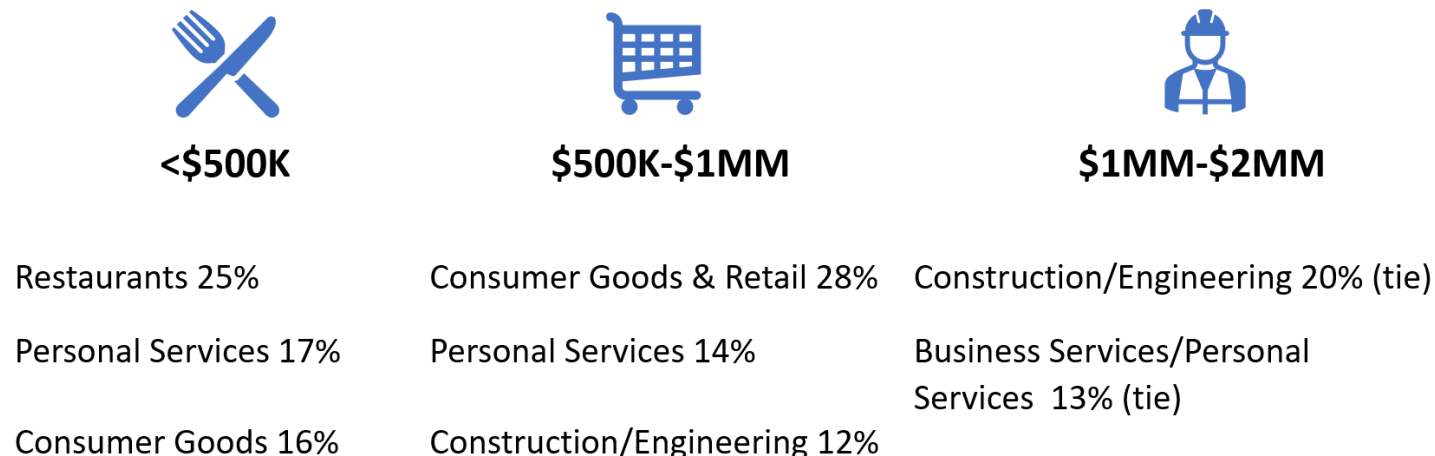 <$500K
$500K-$1MM
$1MM-$2MM
Restaurants 25%
Personal Services 17%
Consumer Goods 16%
Consumer Goods & Retail 28%
Personal Services 14%
Construction/Engineering 12%
Construction/Engineering 20% (tie)
Business Services/Personal
Services  13% (tie)